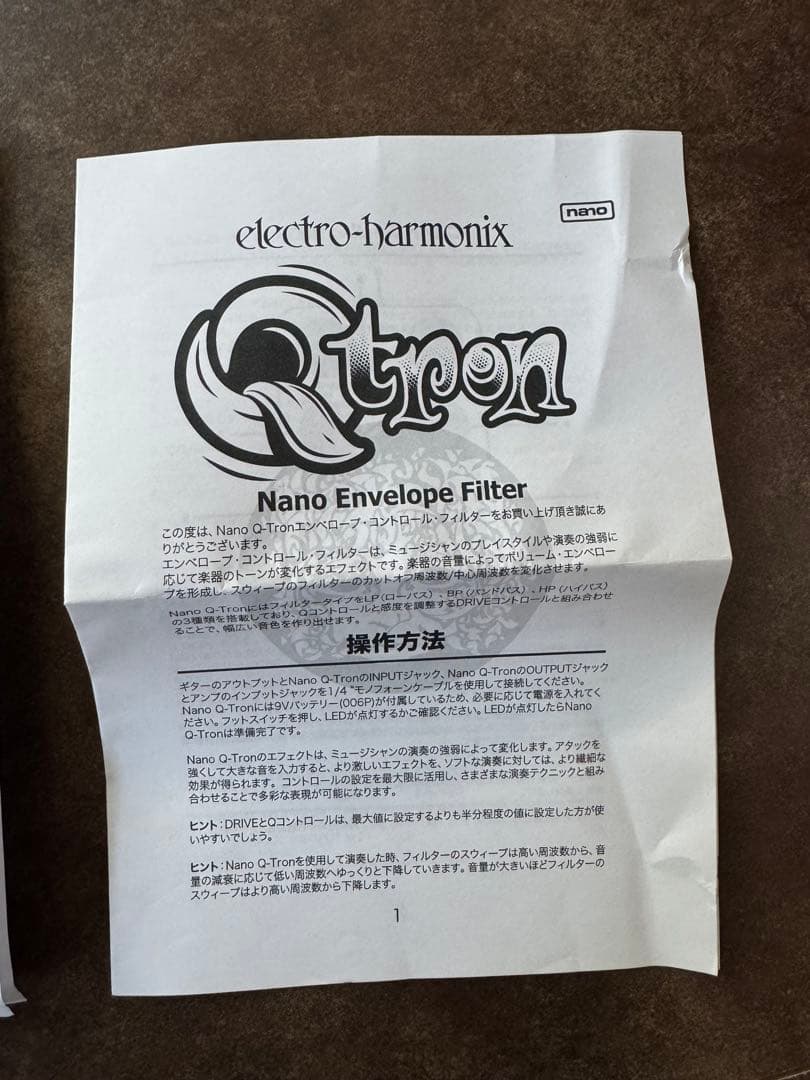 nano
electro-harmonix
Qtron
Nano Envelope Filter
この度は、Nano Q-Tronエンベロープ・コントロール・フィルターをお買い上げ頂き誠にあ
りがとうございます。
エンベロープ・コントロール・フィルターは、ミュージシャンのプレイスタイルや演奏の強弱に
応じて楽器のトーンが変化するエフェクトです。楽器の音量によってボリューム・エンベロー
プを形成し、スウィープのフィルターのカットオフ周波数/中心周波数を変化させます。
Nano Q-TronにはフィルタータイプをLP(ローパス)、BP(バンドパス)、HP(ハイパス)
の3種類を搭載しており、Qコントロールと感度を調整するDRIVEコントロールと組み合わせ
ることで、幅広い音色を作り出せます。
操作方法
ギターのアウトプットとNano Q-TronのINPUTジャック、Nano Q-TronのOUTPUTジャック
とアンプのインプットジャックを1/4 "モノフォーンケーブルを使用して接続してください。
Nano Q-Tronには9Vバッテリー(006P)が付属しているため、必要に応じて電源を入れてく
ださい。フットスイッチを押し、LEDが点灯するかご確認ください。LEDが点灯したらNano
Q-Tronは準備完了です。
Nano Q-Tronのエフェクトは、ミュージシャンの演奏の強弱によって変化します。アタックを
強くして大きな音を入力すると、より激しいエフェクトを、ソフトな演奏に対しては、より繊細な
効果が得られます。コントロールの設定を最大限に活用し、さまざまな演奏テクニックと組み
合わせることで多彩な表現が可能になります。
ヒント:DRIVEとQコントロールは、最大値に設定するよりも半分程度の値に設定した方が使
いやすいでしょう。
ヒント:Nano Q-Tronを使用して演奏した時、フィルターのスウィープは高い周波数から、音
量の減衰に応じて低い周波数へゆっくりと下降していきます。音量が大きいほどフィルターの
スウィープはより高い周波数から下降します。
1